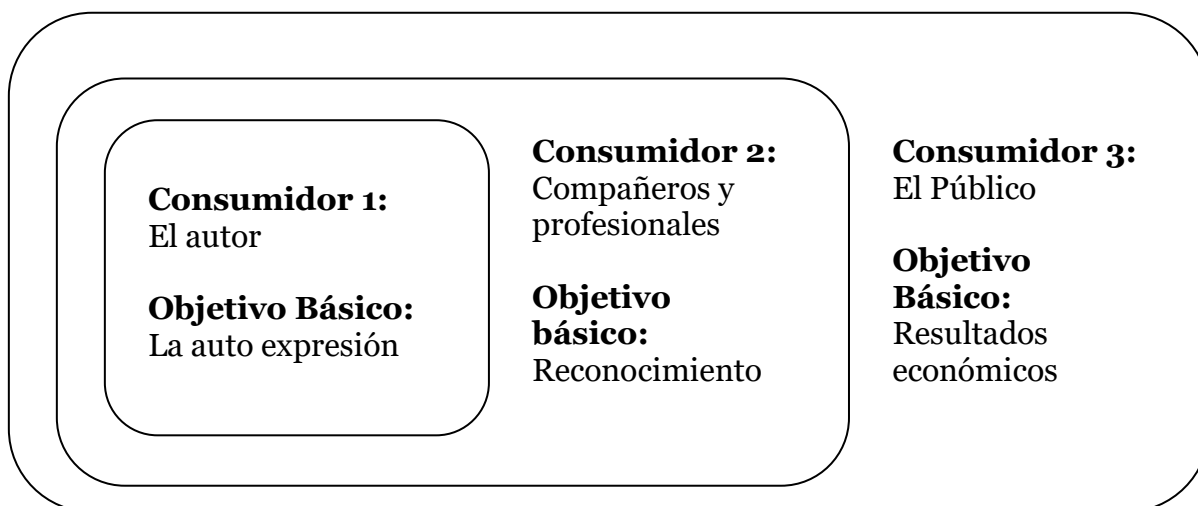 Consumidor 1:
El autor
Objetivo Básico:
La auto expresión
Consumidor 2:
Compañeros y
profesionales
Objetivo
básico:
Reconocimiento
Consumidor 3:
El Público
Objetivo
Básico:
Resultados
económicos